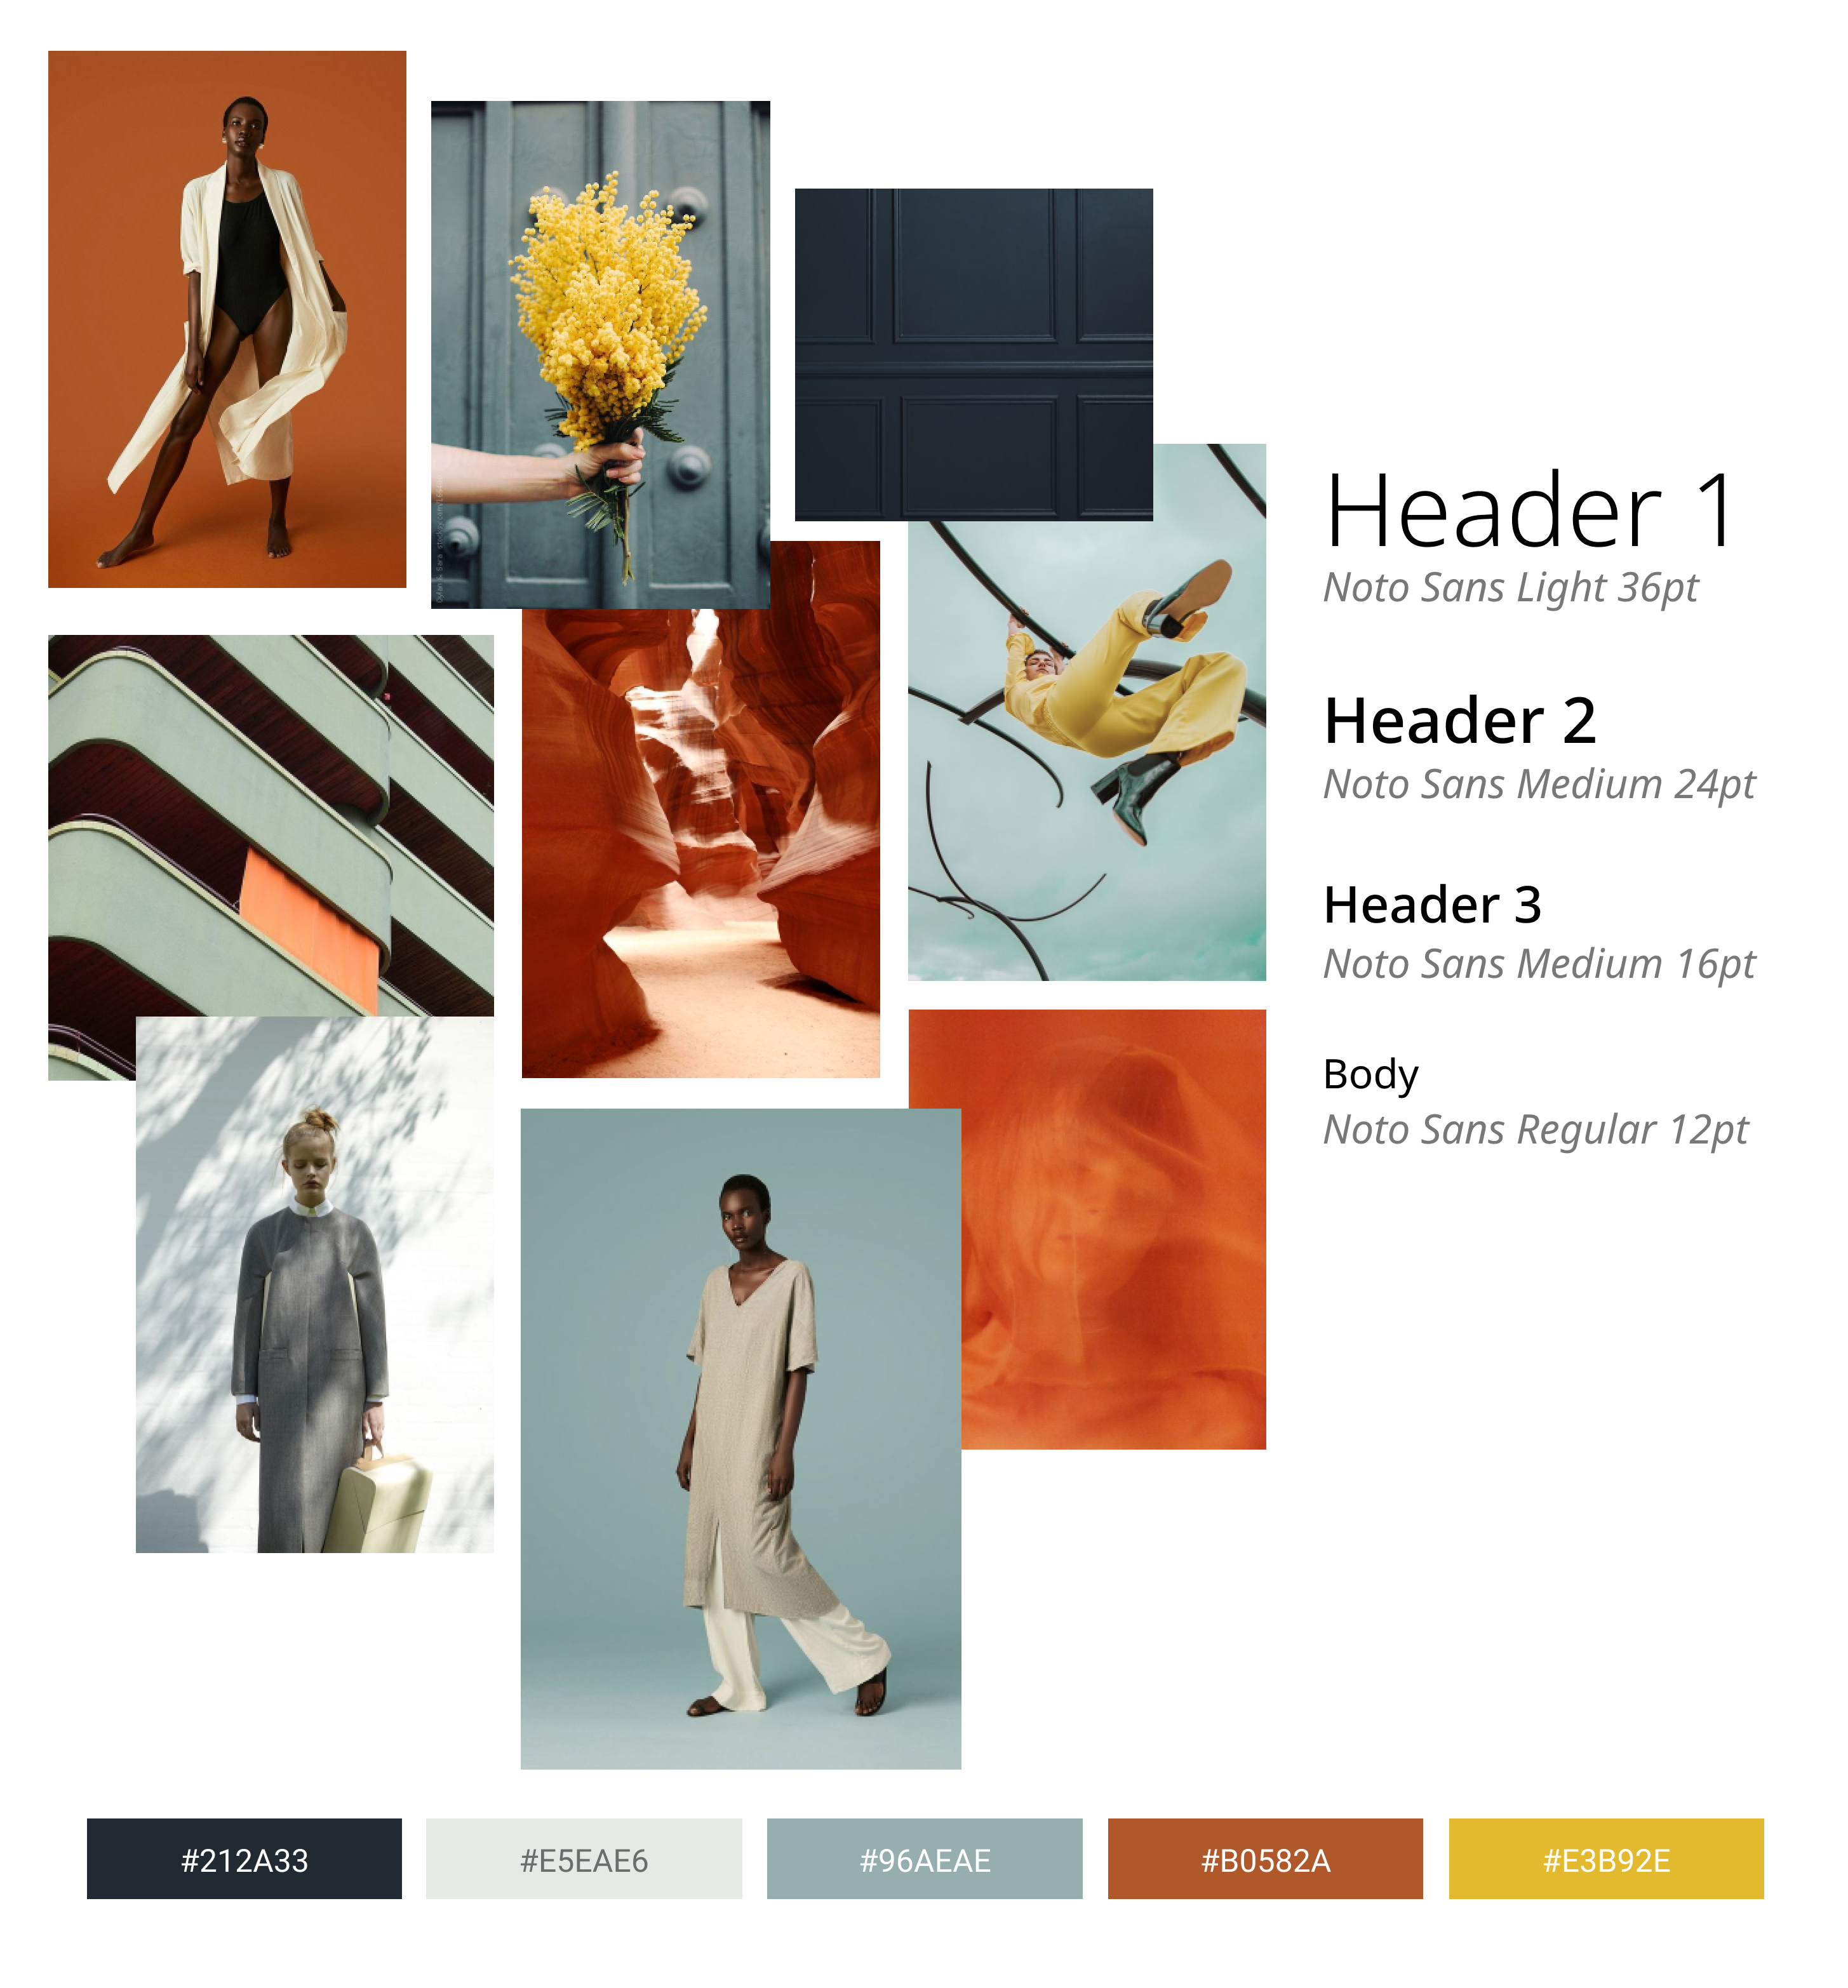 Header 1
Noto Sans Light 36pt
Header 2
Noto Sans Medium 24pt
Header 3
Noto Sans Medium 16pt
Body
Noto Sans Regular 12pt
#212A33
#E5EAE6
#96AEAE
#B0582A
#E3B92E